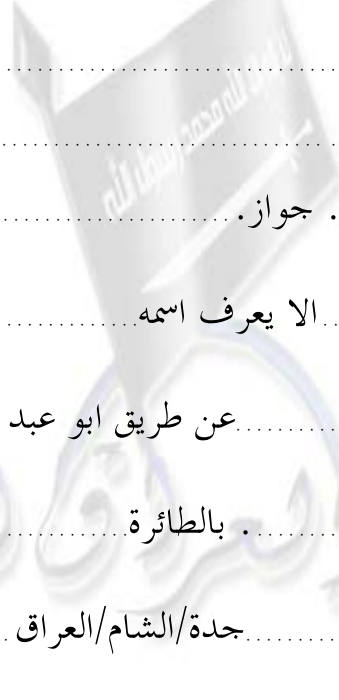 . جواز.
الا يعرف اسمه
عن طريق ابو عبد
. بالطائرة
جدة/الشام/العراق